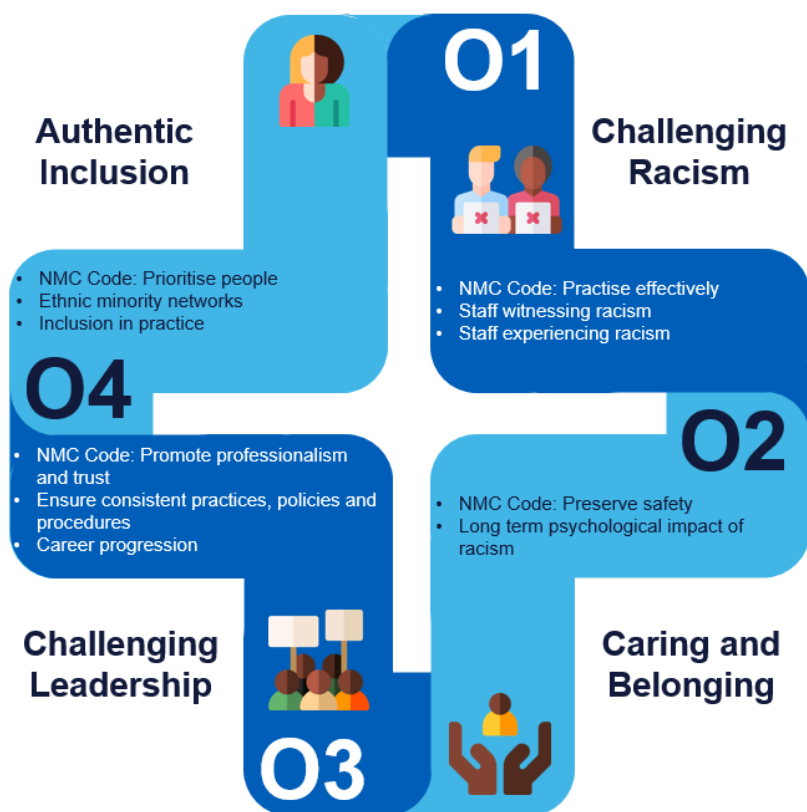 O1
Challenging
Racism
• NMC Code: Practise effectively
• Staff witnessing racism
• Staff experiencing racism
O2
• NMC Code: Preserve safety
• Long term psychological impact of
racism
Caring and
Belonging
O3
Challenging
Leadership
• NMC Code: Promote professionalism
and trust
• Ensure consistent practices, policies and
procedures
• Career progression
O4
Authentic
Inclusion
• NMC Code: Prioritise people
• Ethnic minority networks
• Inclusion in practice